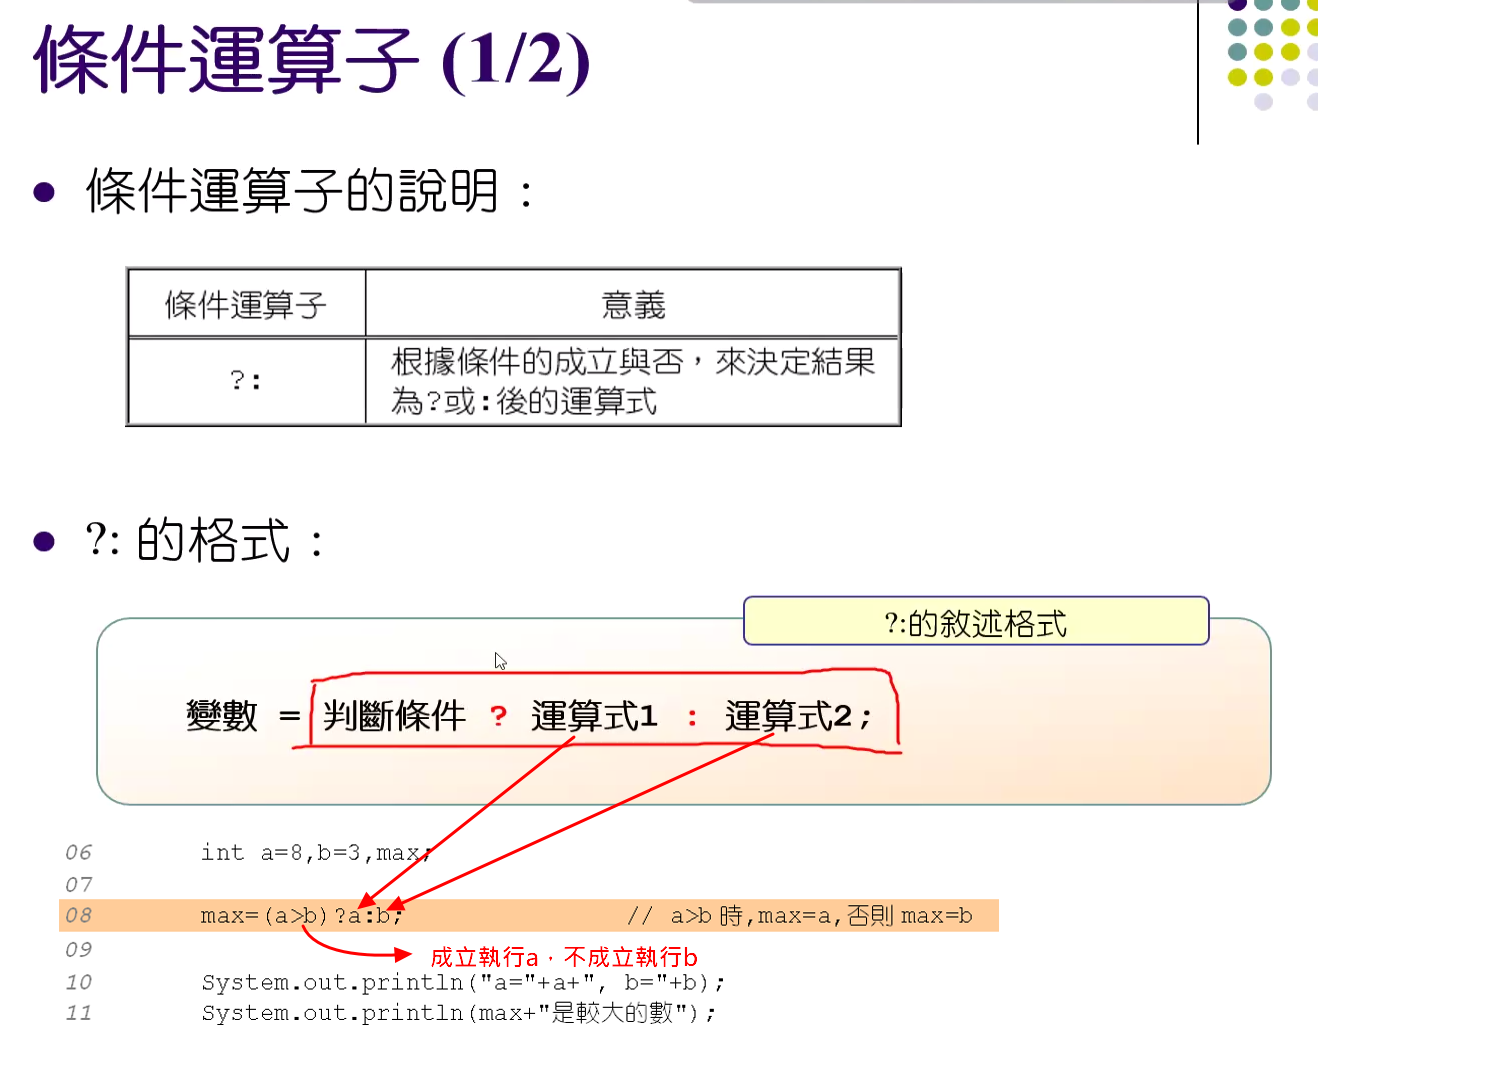 條件運算子 (1/2)
條件運算子的說明：
條件運算子 意義
?: 根據條件的成立與否，來決定結果
為?或:後的運算式
?: 的格式：
?:的敘述格式
變數 = 判斷條件 ? 運算式1 : 運算式2;
06 int a=8,b=3,max;
07
08 max=(a>b)?a:b; // a>b 時,max=a,否則 max=b
09
成立執行a，不成立執行b
10 System.out.println("a="+a+", b="+b);
11 System.out.println(max+"是較大的數");